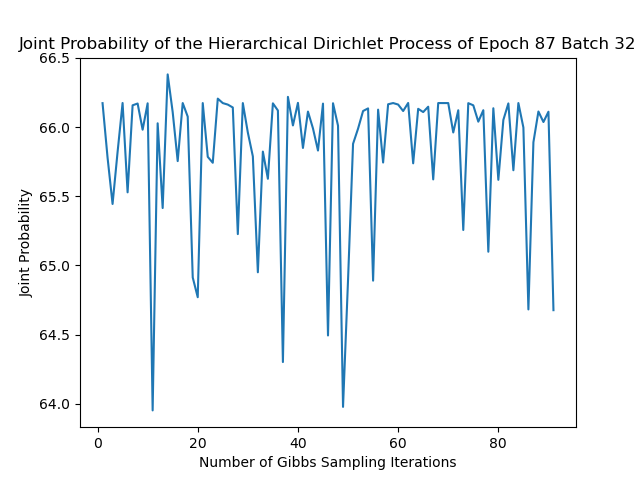 Joint Probability of the Hierarchical Dirichlet Process of Epoch 87 Batch 32
66.5
66.0
65.5
65.0
64.5
64.0
Joint Probability
0 20 40 60 80
Number of Gibbs Sampling Iterations